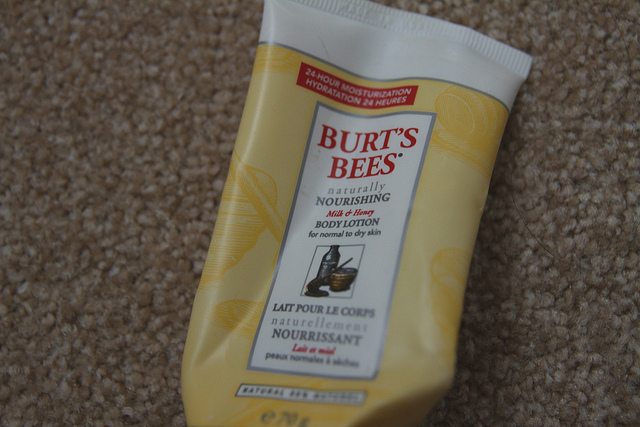 24-HOUR MOISTURIZATION
HYDRATATION 24 HEURES
BURT'S
BEES
naturally
NOURISHING
Milk & Honey
BODY LOTION
for normal to dry skin
LAIT POUR LE CORPS
naturellement
NOURRISSANT
Lait et miel
peaux normales à sèches
e 70 g